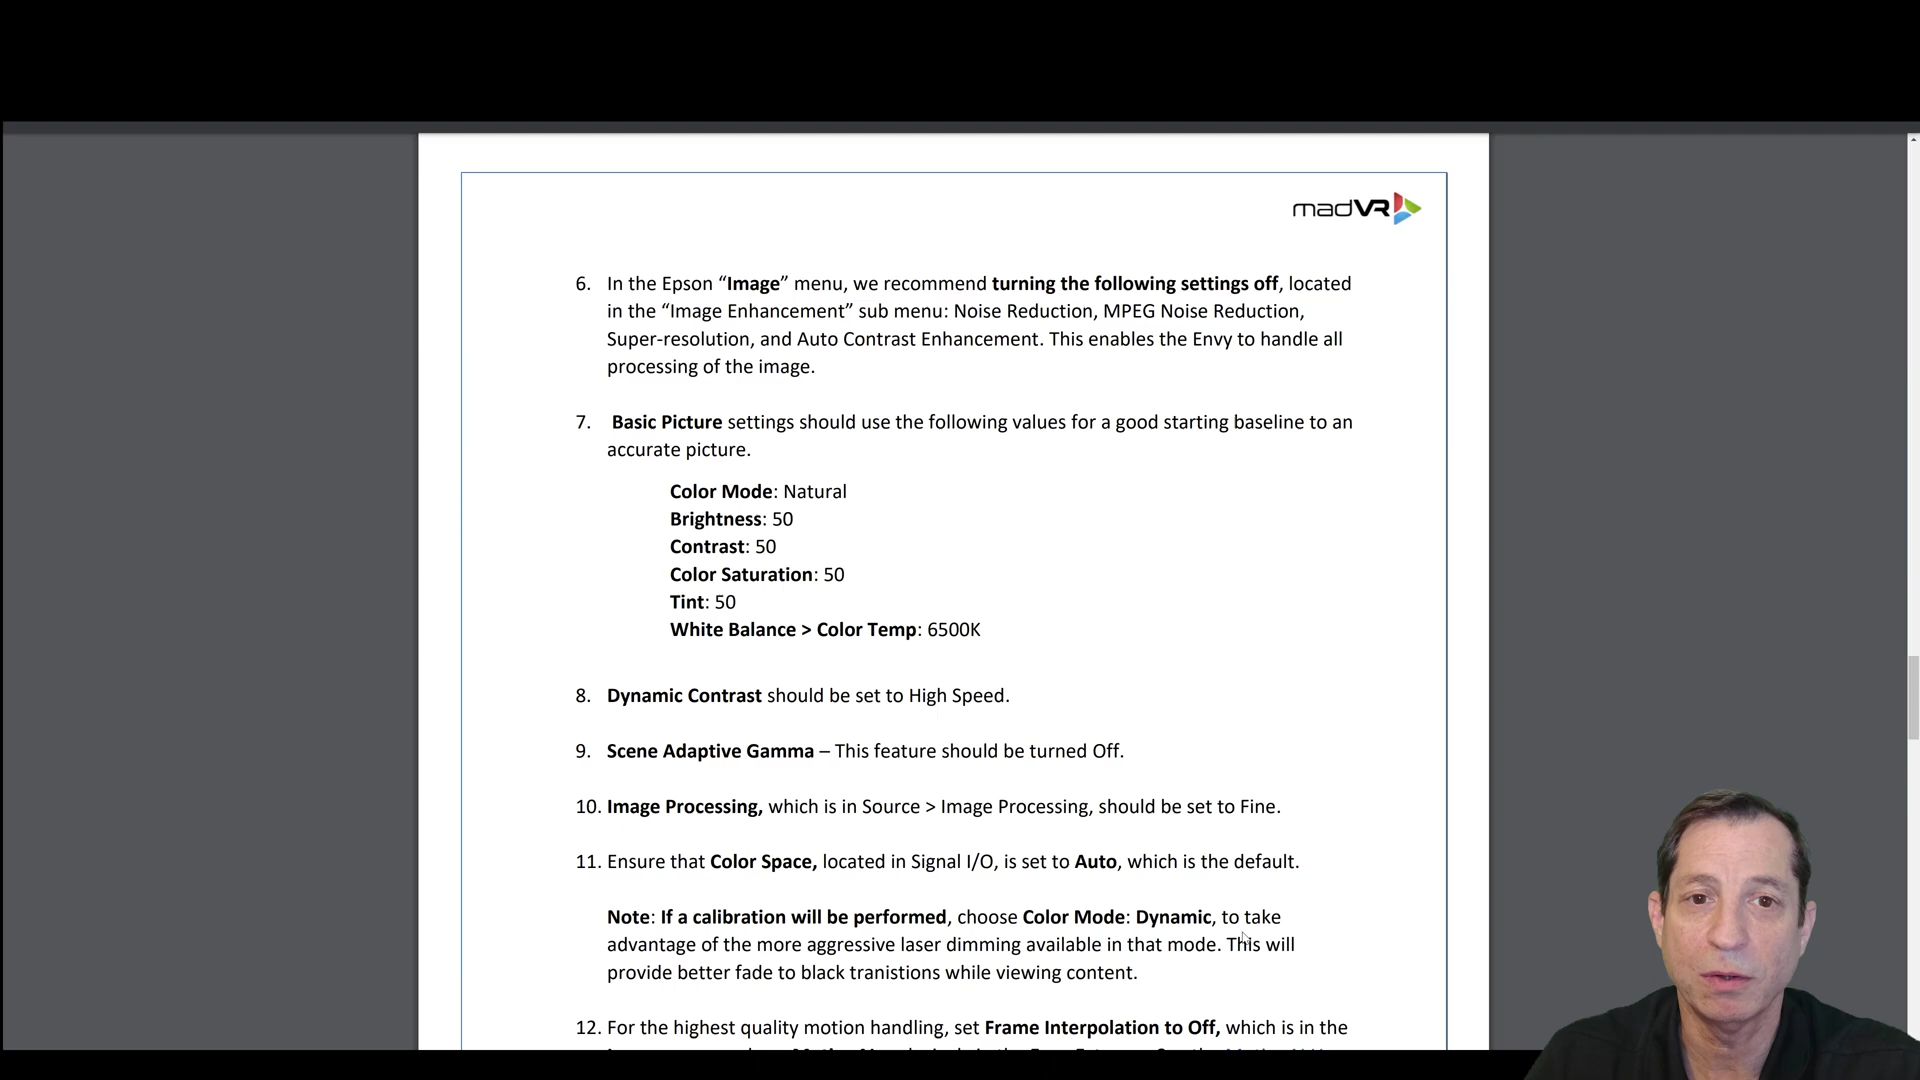 madVR
6. In the Epson “Image” menu, we recommend turning the following settings off, located
in the “Image Enhancement” sub menu: Noise Reduction, MPEG Noise Reduction,
Super-resolution, and Auto Contrast Enhancement. This enables the Envy to handle all
processing of the image.
7. Basic Picture settings should use the following values for a good starting baseline to an
accurate picture.
Color Mode: Natural
Brightness: 50
Contrast: 50
Color Saturation: 50
Tint: 50
White Balance > Color Temp: 6500K
8. Dynamic Contrast should be set to High Speed.
9. Scene Adaptive Gamma – This feature should be turned Off.
10. Image Processing, which is in Source > Image Processing, should be set to Fine.
11. Ensure that Color Space, located in Signal I/O, is set to Auto, which is the default.
Note: If a calibration will be performed, choose Color Mode: Dynamic, to take
advantage of the more aggressive laser dimming available in that mode. This will
provide better fade to black tranistions while viewing content.
12. For the highest quality motion handling, set Frame Interpolation to Off, which is in the